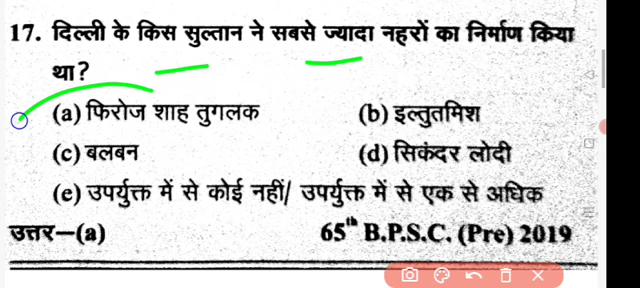 17. दिल्ली के किस सुल्तान ने सबसे ज्यादा नहरों का निर्माण किया
था?
(a) फिरोज शाह तुगलक (b) इल्तुतमिश
(c) बलबन (d) सिकंदर लोदी
(e) उपर्युक्त में से कोई नहीं/ उपर्युक्त में से एक से अधिक
उत्तर—(a) 65th B.P.S.C. (Pre) 2019